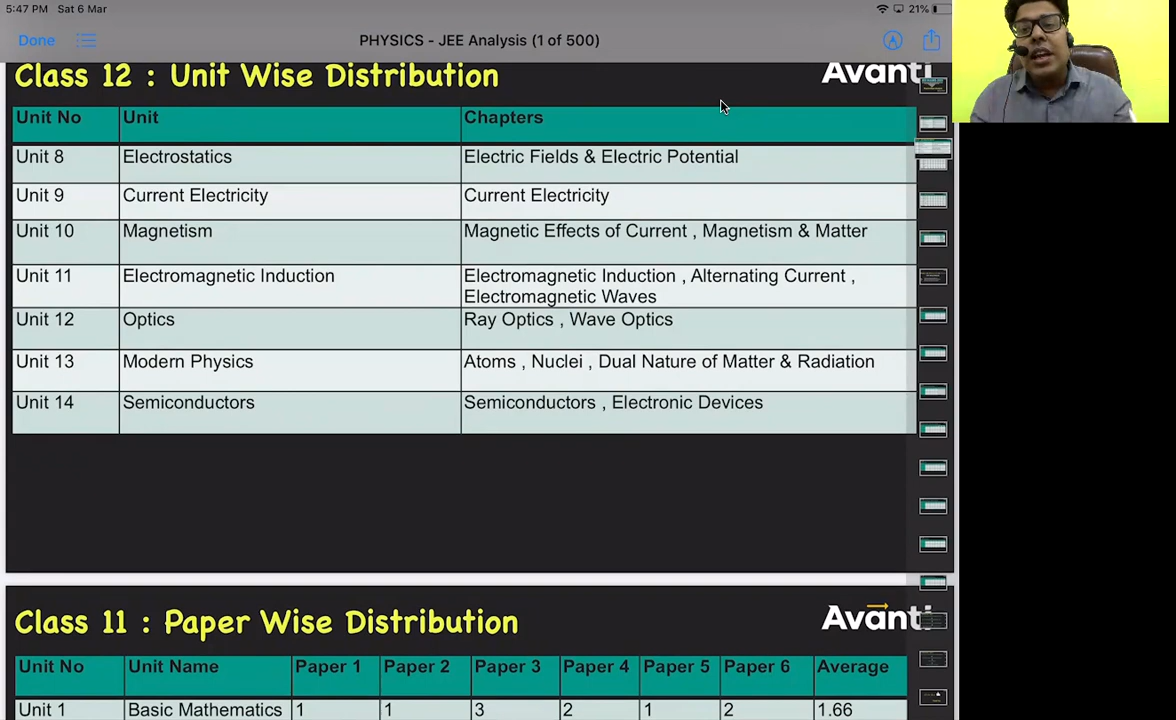 5:47 PM Sat 6 Mar 21%
Done PHYSICS - JEE Analysis (1 of 500)
Class 12 : Unit Wise Distribution Avanti
Unit No Unit Chapters
Unit 8 Electrostatics Electric Fields & Electric Potential
Unit 9 Current Electricity Current Electricity
Unit 10 Magnetism Magnetic Effects of Current , Magnetism & Matter
Unit 11 Electromagnetic Induction Electromagnetic Induction , Alternating Current ,
Electromagnetic Waves
Unit 12 Optics Ray Optics , Wave Optics
Unit 13 Modern Physics Atoms , Nuclei , Dual Nature of Matter & Radiation
Unit 14 Semiconductors Semiconductors , Electronic Devices
Class 11 : Paper Wise Distribution Avanti
Unit No Unit Name Paper 1 Paper 2 Paper 3 Paper 4 Paper 5 Paper 6 Average
Unit 1 Basic Mathematics 1 1 3 2 1 2 1.66